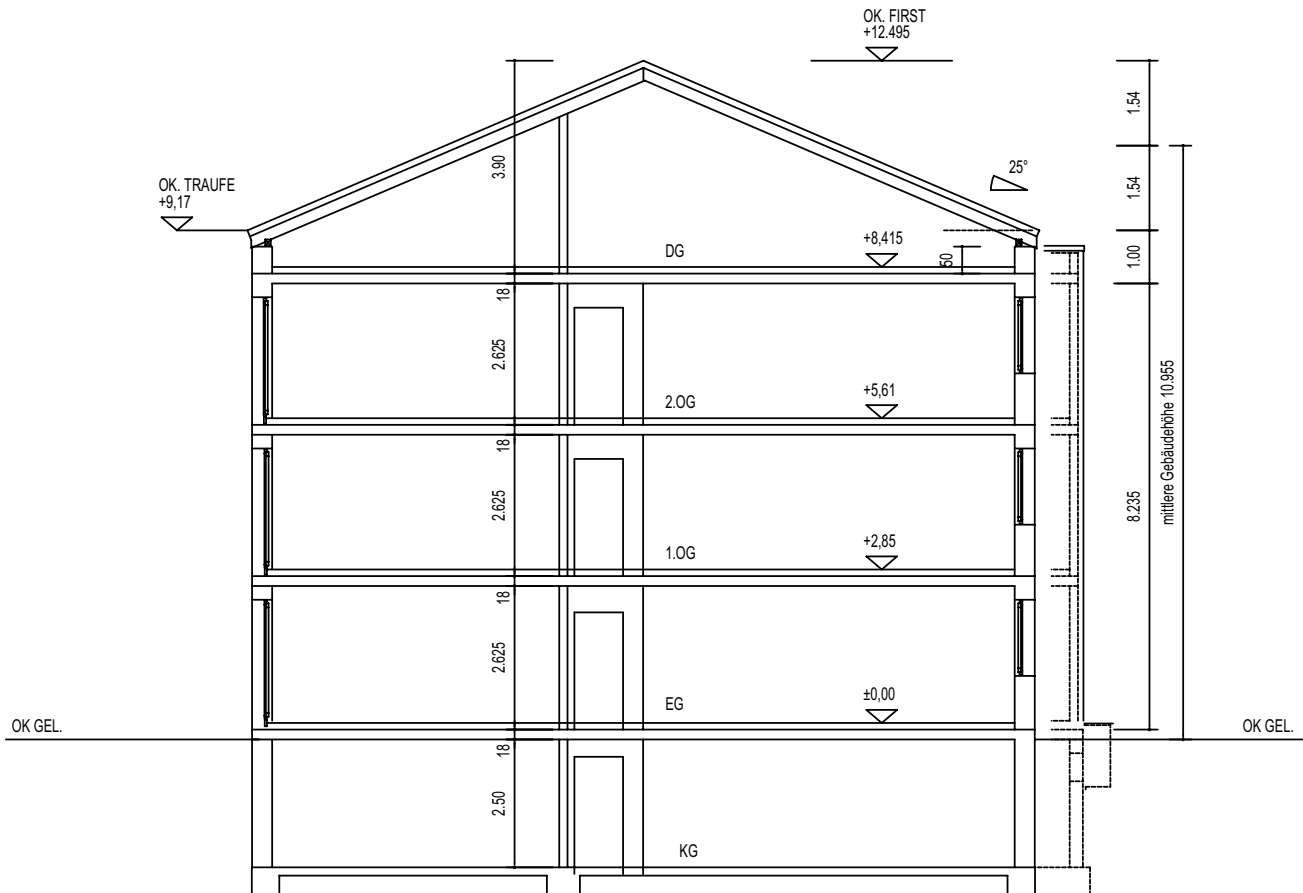 OK. FIRST
+12.495
1.54
3.90
25°
1.54
OK. TRAUFE
+9,17
DG
+8,415
50
1.00
18
2.625
2.OG
+5,61
mittlere Gebäudehöhe 10.955
18
2.625
8.235
1.OG
+2,85
18
2.625
EG
±0,00
OK GEL.
OK GEL.
18
2.50
KG